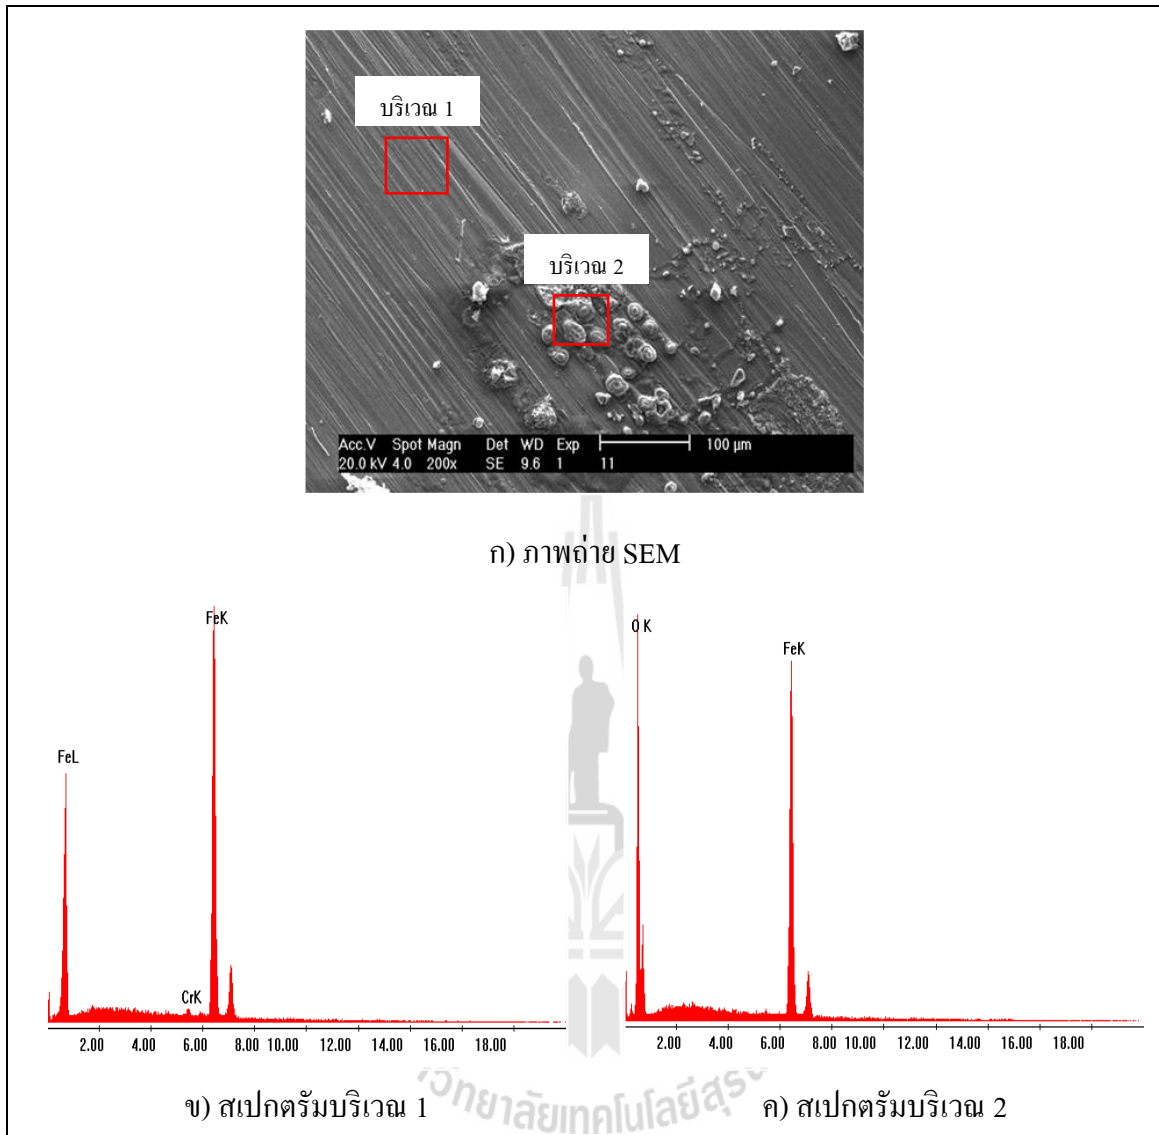 บริเวณ 1
บริเวณ 2
Acc.V Spot Magn Det WD Exp 100 µm
20.0 kV 4.0 200x SE 9.6 1 11
ก) ภาพถ่าย SEM
FeK
FeL
CrK
2.00 4.00 6.00 8.00 10.00 12.00 14.00 16.00 18.00
O K
FeK
2.00 4.00 6.00 8.00 10.00 12.00 14.00 16.00 18.00
ข) สเปกตรัมบริเวณ 1
ค) สเปกตรัมบริเวณ 2